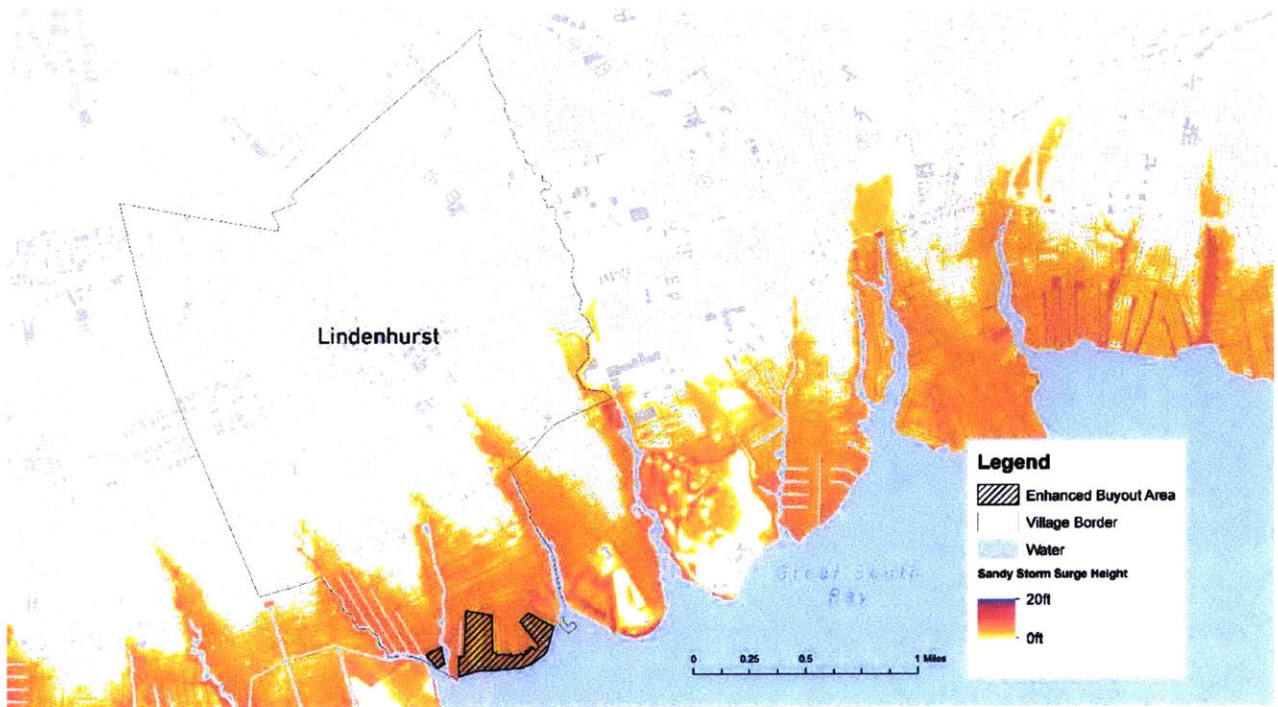 Lindenhurst
Great South
Bay
Legend
Enhanced Buyout Area
Village Border
Water
Sandy Storm Surge Height
20ft
0ft
0 0.25 0.5 1 Miles